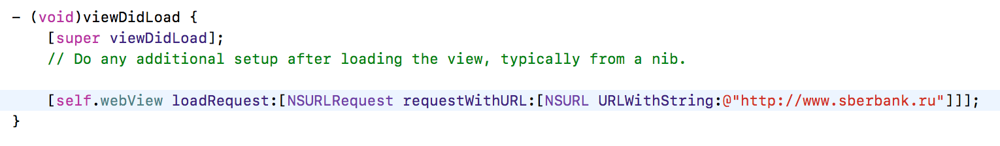 - (void)viewDidLoad {
    [super viewDidLoad];
    // Do any additional setup after loading the view, typically from a nib.

    [self.webView loadRequest:[NSURLRequest requestWithURL:[NSURL URLWithString:@"http://www.sberbank.ru"]]];
}